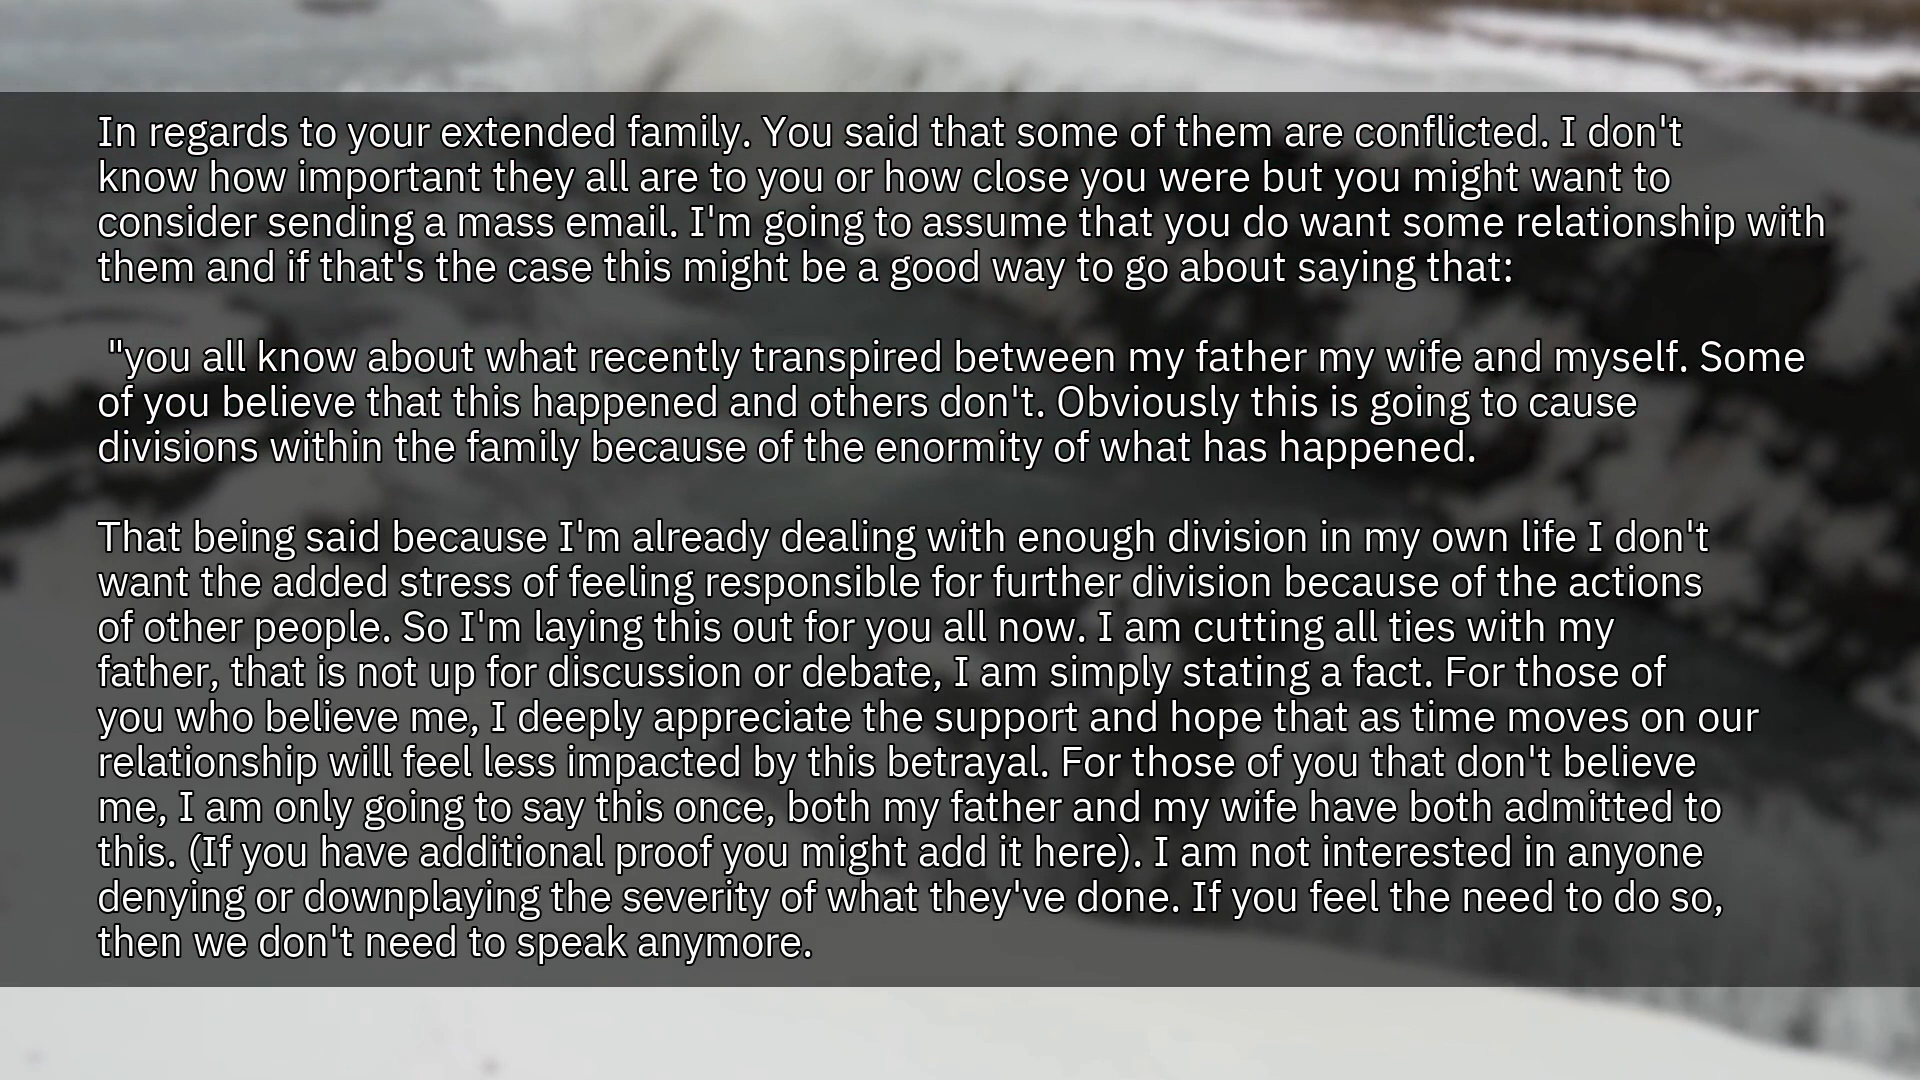 In regards to your extended family. You said that some of them are conflicted. I don't
know how important they all are to you or how close you were but you might want to
consider sending a mass email. I'm going to assume that you do want some relationship with
them and if that's the case this might be a good way to go about saying that:
"you all know about what recently transpired between my father my wife and myself. Some
of you believe that this happened and others don't. Obviously this is going to cause
divisions within the family because of the enormity of what has happened.
That being said because I'm already dealing with enough division in my own life I don't
want the added stress of feeling responsible for further division because of the actions
of other people. So I'm laying this out for you all now. I am cutting all ties with my
father, that is not up for discussion or debate, I am simply stating a fact. For those of
you who believe me, I deeply appreciate the support and hope that as time moves on our
relationship will feel less impacted by this betrayal. For those of you that don't believe
me, I am only going to say this once, both my father and my wife have both admitted to
this. (If you have additional proof you might add it here). I am not interested in anyone
denying or downplaying the severity of what they've done. If you feel the need to do so,
then we don't need to speak anymore.